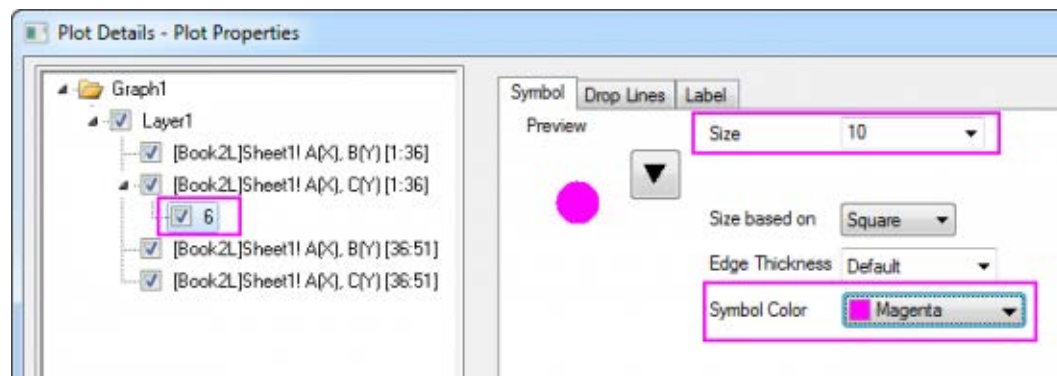 Plot Details - Plot Properties
Graph1
Layer1
[Book2L]Sheet1! A(X), B(Y) [1:36]
[Book2L]Sheet1! A(X), C(Y) [1:36]
6
[Book2L]Sheet1! A(X), B(Y) [36:51]
[Book2L]Sheet1! A(X), C(Y) [36:51]
Symbol Drop Lines Label
Preview
Size 10
Size based on Square
Edge Thickness Default
Symbol Color Magenta